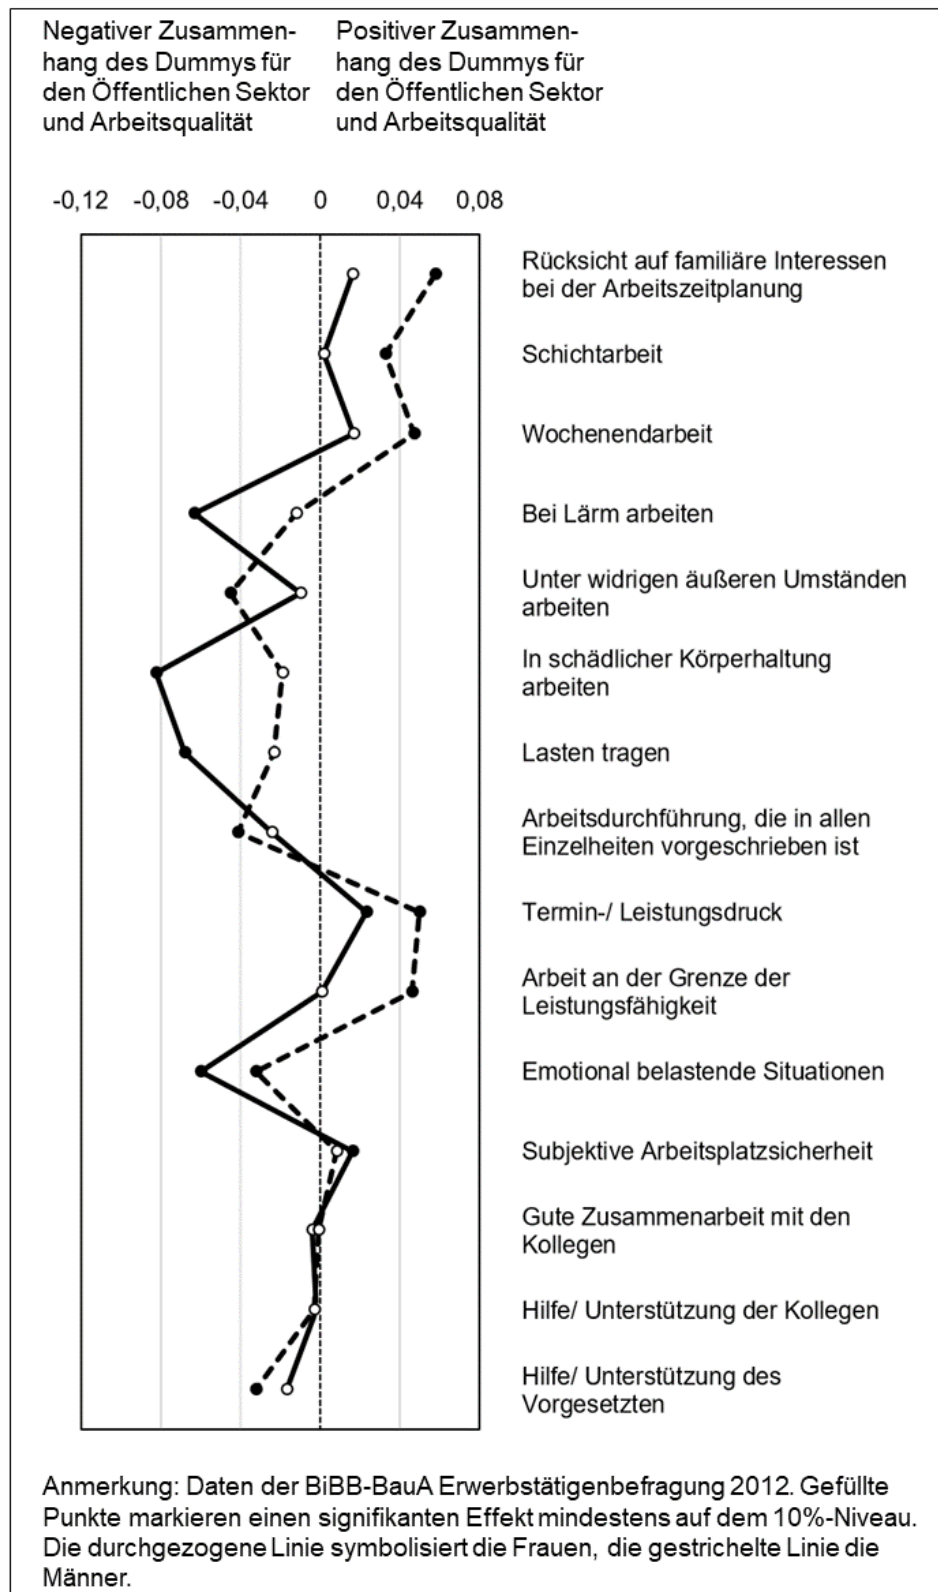 Negativer Zusammen-
hang des Dummys für
den Öffentlichen Sektor
und Arbeitsqualität
Positiver Zusammen-
hang des Dummys für
den Öffentlichen Sektor
und Arbeitsqualität
-0,12 -0,08 -0,04 0 0,04 0,08
Rücksicht auf familiäre Interessen
bei der Arbeitszeitplanung
Schichtarbeit
Wochenendarbeit
Bei Lärm arbeiten
Unter widrigen äußeren Umständen
arbeiten
In schädlicher Körperhaltung
arbeiten
Lasten tragen
Arbeitsdurchführung, die in allen
Einzelheiten vorgeschrieben ist
Termin-/ Leistungsdruck
Arbeit an der Grenze der
Leistungsfähigkeit
Emotional belastende Situationen
Subjektive Arbeitsplatzsicherheit
Gute Zusammenarbeit mit den
Kollegen
Hilfe/ Unterstützung der Kollegen
Hilfe/ Unterstützung des
Vorgesetzten
Anmerkung: Daten der BiBB-BauA Erwerbstätigenbefragung 2012. Gefüllte
Punkte markieren einen signifikanten Effekt mindestens auf dem 10%-Niveau.
Die durchgezogene Linie symbolisiert die Frauen, die gestrichelte Linie die
Männer.